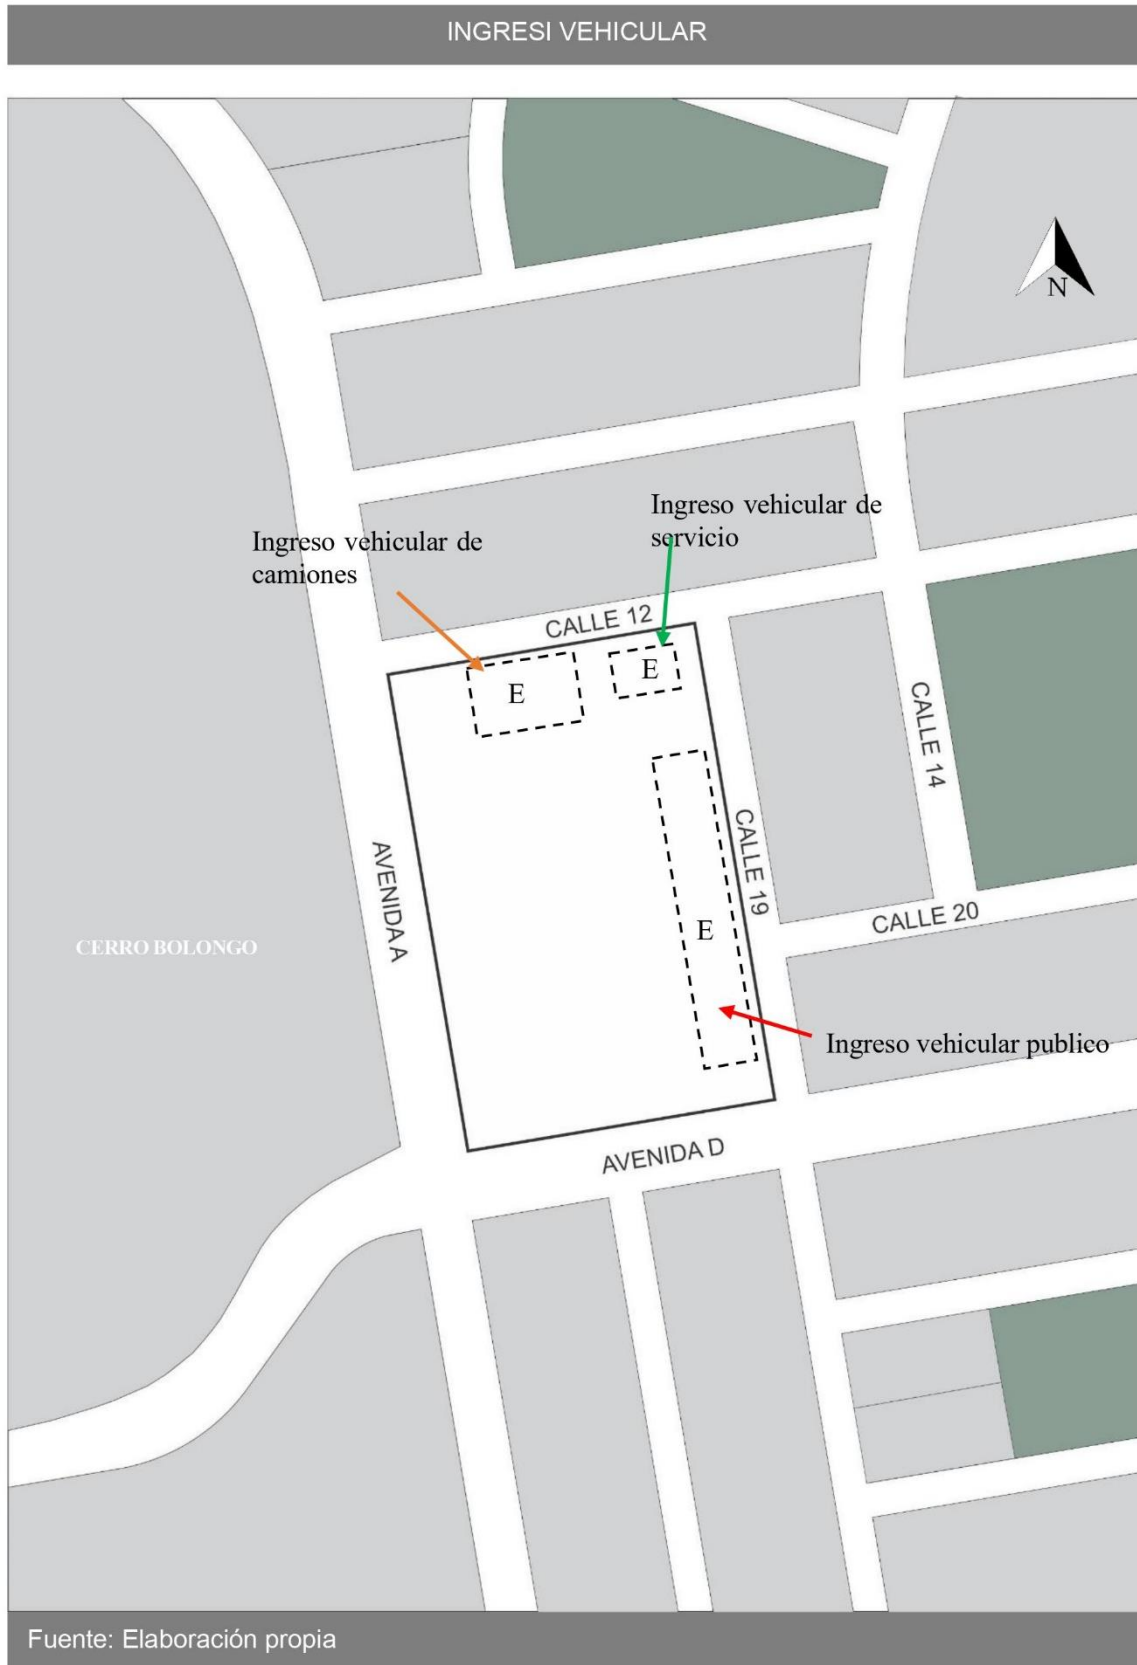 INGRESI VEHICULAR
N
Ingreso vehicular de
servicio
Ingreso vehicular de
camiones
CALLE 12
E
E
CALLE 14
AVENIDA A
CALLE 19
CALLE 20
E
CERRO BOLONGO
Ingreso vehicular publico
AVENIDA D
Fuente: Elaboración propia